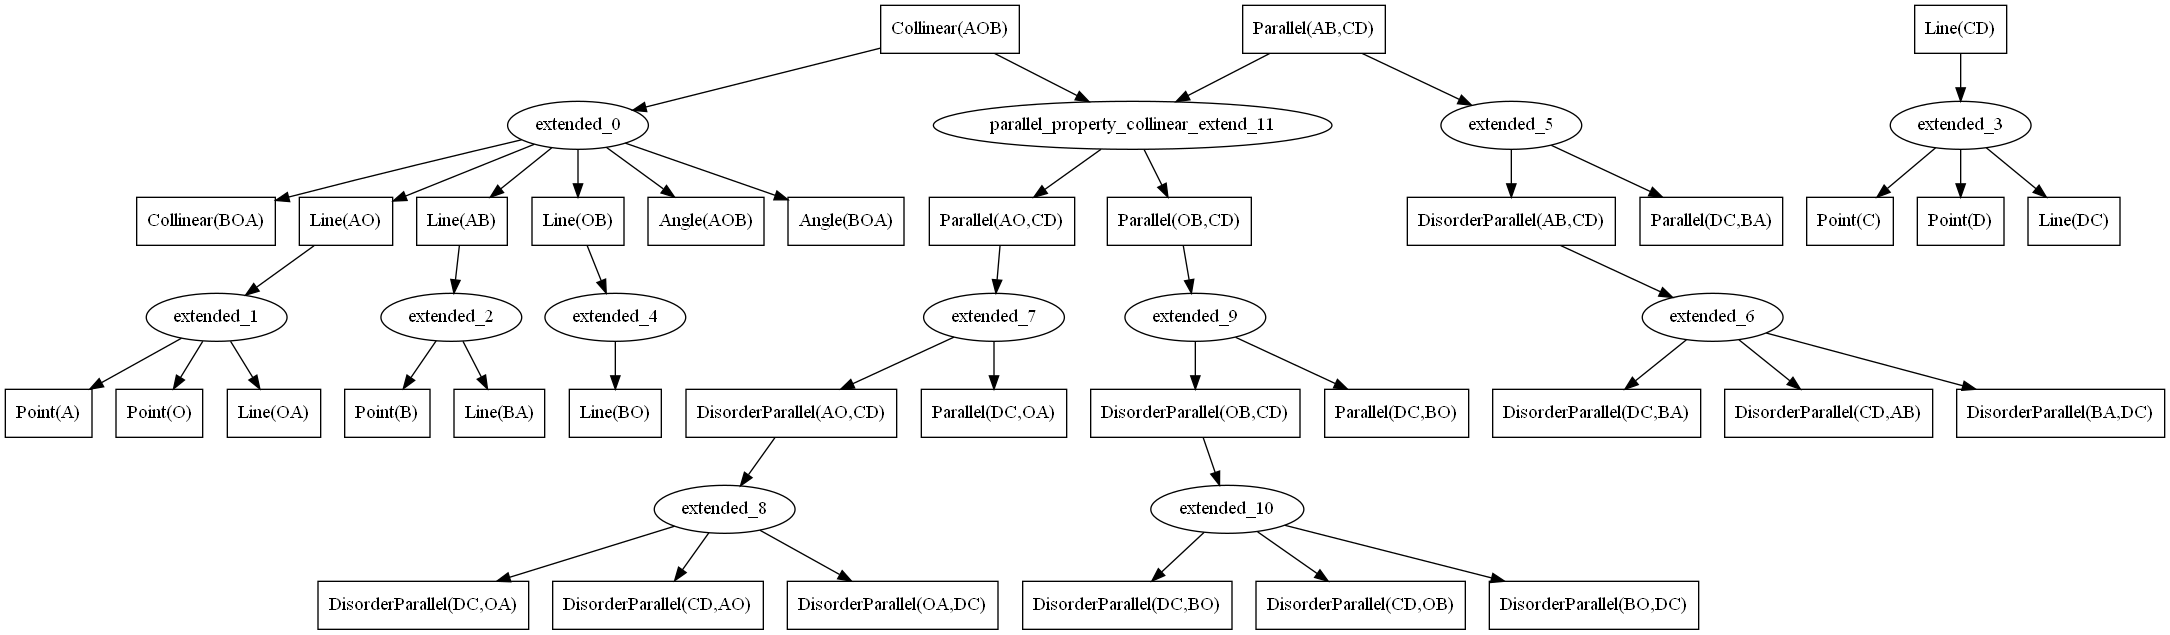 Collinear(AOB)
Parallel(AB,CD)
Line(CD)
extended_0
parallel_property_collinear_extend_11
extended_5
extended_3
Collinear(BOA)
Line(AO)
Line(AB)
Line(OB)
Angle(AOB)
Angle(BOA)
Parallel(AO,CD)
Parallel(OB,CD)
DisorderParallel(AB,CD)
Parallel(DC,BA)
Point(C)
Point(D)
Line(DC)
extended_1
extended_2
extended_4
extended_7
extended_9
extended_6
Point(A)
Point(O)
Line(OA)
Point(B)
Line(BA)
Line(BO)
DisorderParallel(AO,CD)
Parallel(DC,OA)
DisorderParallel(OB,CD)
Parallel(DC,BO)
DisorderParallel(DC,BA)
DisorderParallel(CD,AB)
DisorderParallel(BA,DC)
extended_8
extended_10
DisorderParallel(DC,OA)
DisorderParallel(CD,AO)
DisorderParallel(OA,DC)
DisorderParallel(DC,BO)
DisorderParallel(CD,OB)
DisorderParallel(BO,DC)